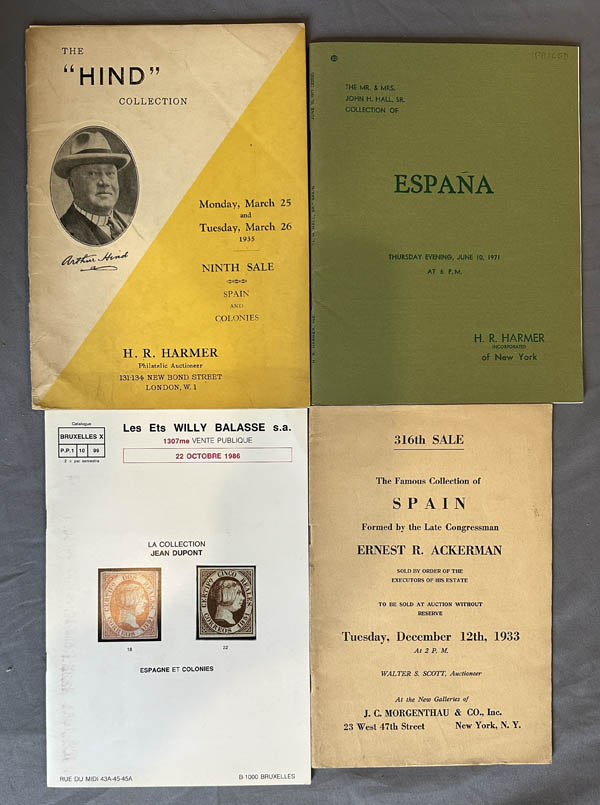 THE
"HIND"
COLLECTION
Arthur Hind
Monday, March 25
and
Tuesday, March 26
1935
NINTH SALE
SPAIN
AND
COLONIES
H. R. HARMER
Philatelic Auctioneer
131-134 NEW BOND STREET
LONDON, W. 1
THE MR. & MRS.
JOHN H. HALL, SR.
COLLECTION OF
ESPAÑA
THURSDAY EVENING, JUNE 10, 1971
AT 6 P.M.
H. R. HARMER
INCORPORATED
of New York
Catalogue
BRUXELLES X
P.P.1 10 99
2 x par semestre
Les Ets WILLY BALASSE s.a.
1307me VENTE PUBLIQUE
22 OCTOBRE 1986
LA COLLECTION
JEAN DUPONT
18
22
ESPAGNE ET COLONIES
RUE DU MIDI 43A-45-45A
B-1000 BRUXELLES
316th SALE
The Famous Collection of
SPAIN
Formed by the Late Congressman
ERNEST R. ACKERMAN
SOLD BY ORDER OF THE
EXECUTORS OF HIS ESTATE
TO BE SOLD AT AUCTION WITHOUT
RESERVE
Tuesday, December 12th, 1933
At 2 P. M.
WALTER S. SCOTT, Auctioneer
At the New Galleries of
J. C. MORGENTHAU & CO., Inc.
23 West 47th Street New York, N. Y.